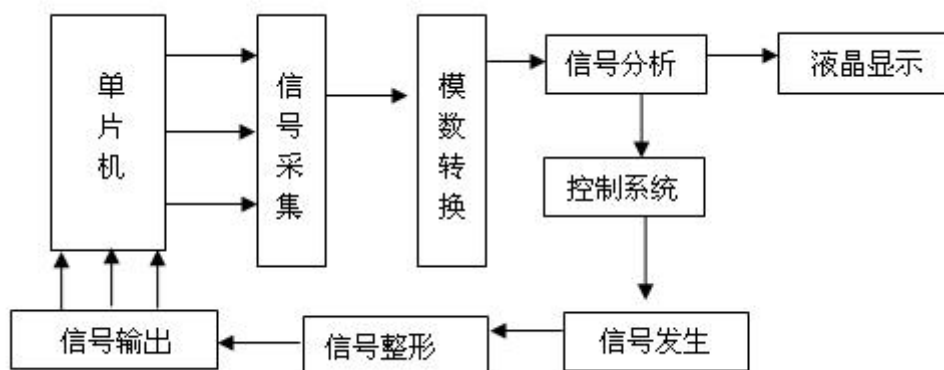 单片机
信号采集
模数转换
信号分析
液晶显示
控制系统
信号输出
信号整形
信号发生